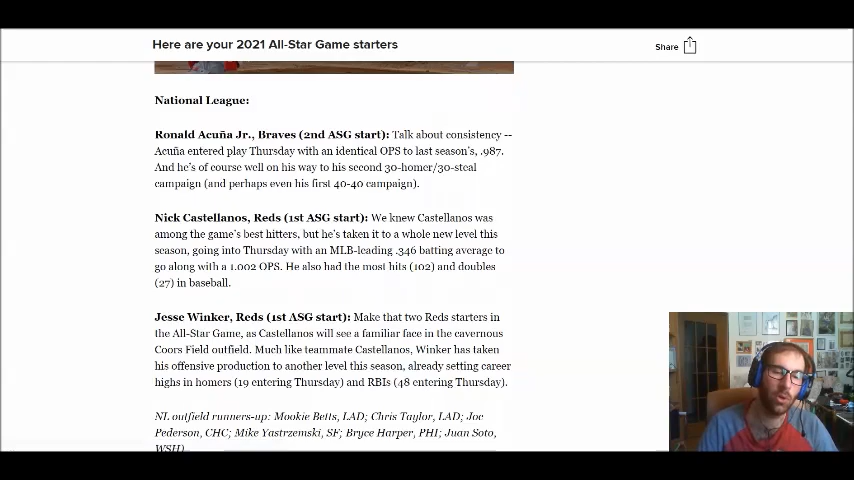 Here are your 2021 All-Star Game starters
Share
National League:
Ronald Acuña Jr., Braves (2nd ASG start): Talk about consistency --
Acuña entered play Thursday with an identical OPS to last season's, .987.
And he's of course well on his way to his second 30-homer/30-steal
campaign (and perhaps even his first 40-40 campaign).
Nick Castellanos, Reds (1st ASG start): We knew Castellanos was
among the game's best hitters, but he's taken it to a whole new level this
season, going into Thursday with an MLB-leading .346 batting average to
go along with a 1.002 OPS. He also had the most hits (102) and doubles
(27) in baseball.
Jesse Winker, Reds (1st ASG start): Make that two Reds starters in
the All-Star Game, as Castellanos will see a familiar face in the cavernous
Coors Field outfield. Much like teammate Castellanos, Winker has taken
his offensive production to another level this season, already setting career
highs in homers (19 entering Thursday) and RBIs (48 entering Thursday).
NL outfield runners-up: Mookie Betts, LAD; Chris Taylor, LAD; Joc
Pederson, CHC; Mike Yastrzemski, SF; Bryce Harper, PHI; Juan Soto,
WSH)